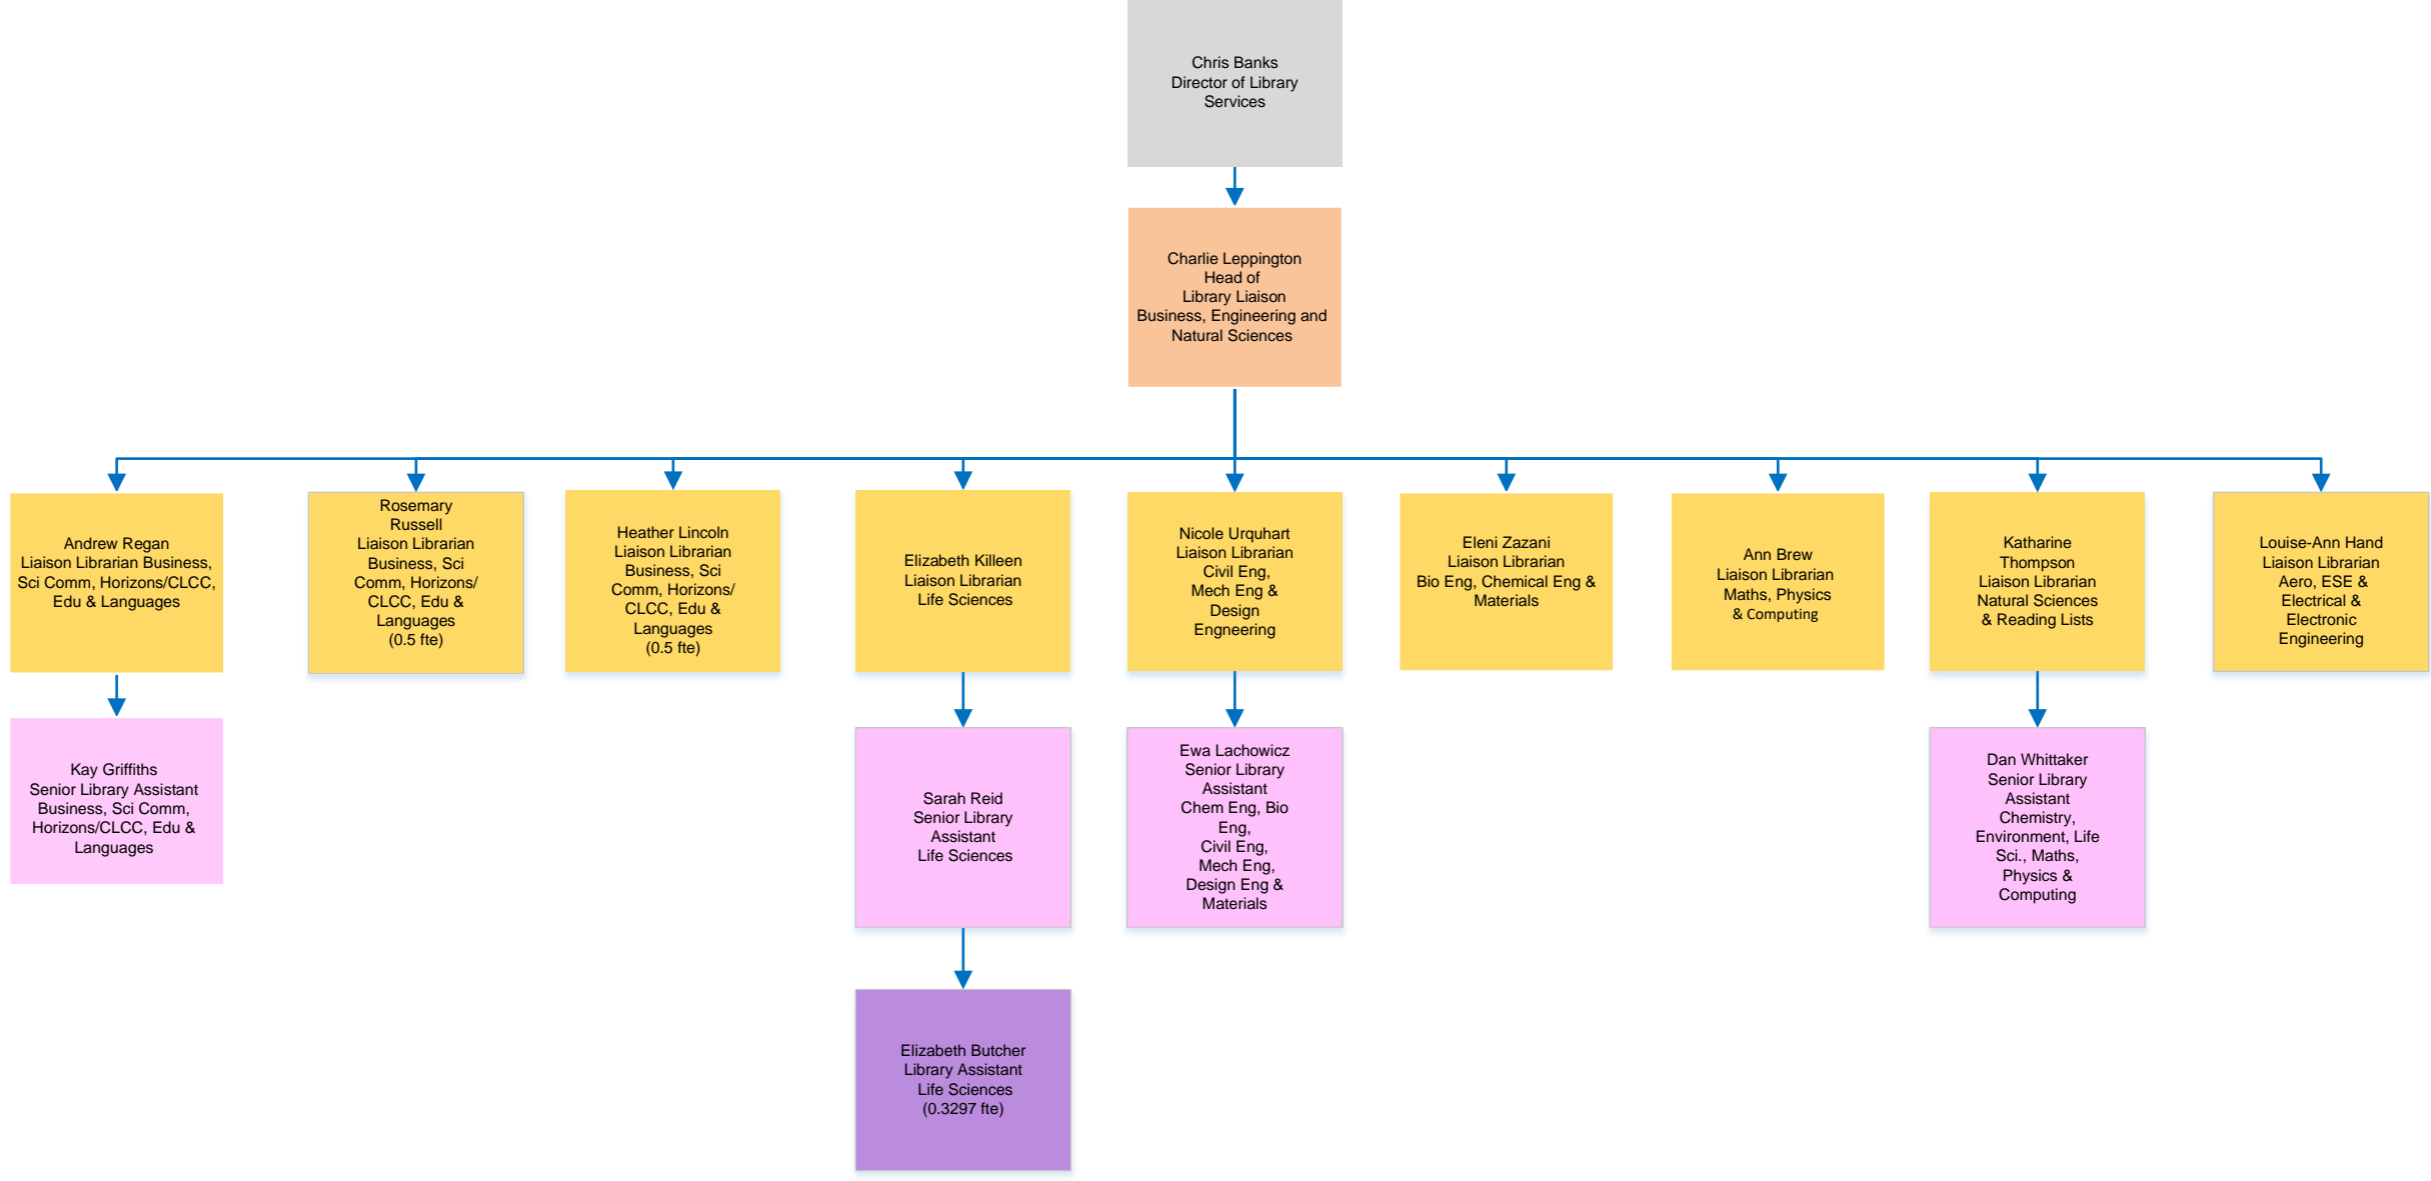 Chris Banks
Director of Library
Services
Charlie Leppington
Head of
Library Liaison
Business, Engineering and
Natural Sciences
Andrew Regan
Liaison Librarian Business,
Sci Comm, Horizons/CLCC,
Edu & Languages
Rosemary
Russell
Liaison Librarian
Business, Sci
Comm, Horizons/
CLCC, Edu &
Languages
(0.5 fte)
Heather Lincoln
Liaison Librarian
Business, Sci
Comm, Horizons/
CLCC, Edu &
Languages
(0.5 fte)
Elizabeth Killeen
Liaison Librarian
Life Sciences
Nicole Urquhart
Liaison Librarian
Civil Eng,
Mech Eng &
Design
Engneering
Eleni Zazani
Liaison Librarian
Bio Eng, Chemical Eng &
Materials
Ann Brew
Liaison Librarian
Maths, Physics
& Computing
Katharine
Thompson
Liaison Librarian
Natural Sciences
& Reading Lists
Louise-Ann Hand
Liaison Librarian
Aero, ESE &
Electrical &
Electronic
Engineering
Kay Griffiths
Senior Library Assistant
Business, Sci Comm,
Horizons/CLCC, Edu &
Languages
Sarah Reid
Senior Library
Assistant
Life Sciences
Ewa Lachowicz
Senior Library
Assistant
Chem Eng, Bio
Eng,
Civil Eng,
Mech Eng,
Design Eng &
Materials
Dan Whittaker
Senior Library
Assistant
Chemistry,
Environment, Life
Sci., Maths,
Physics &
Computing
Elizabeth Butcher
Library Assistant
Life Sciences
(0.3297 fte)